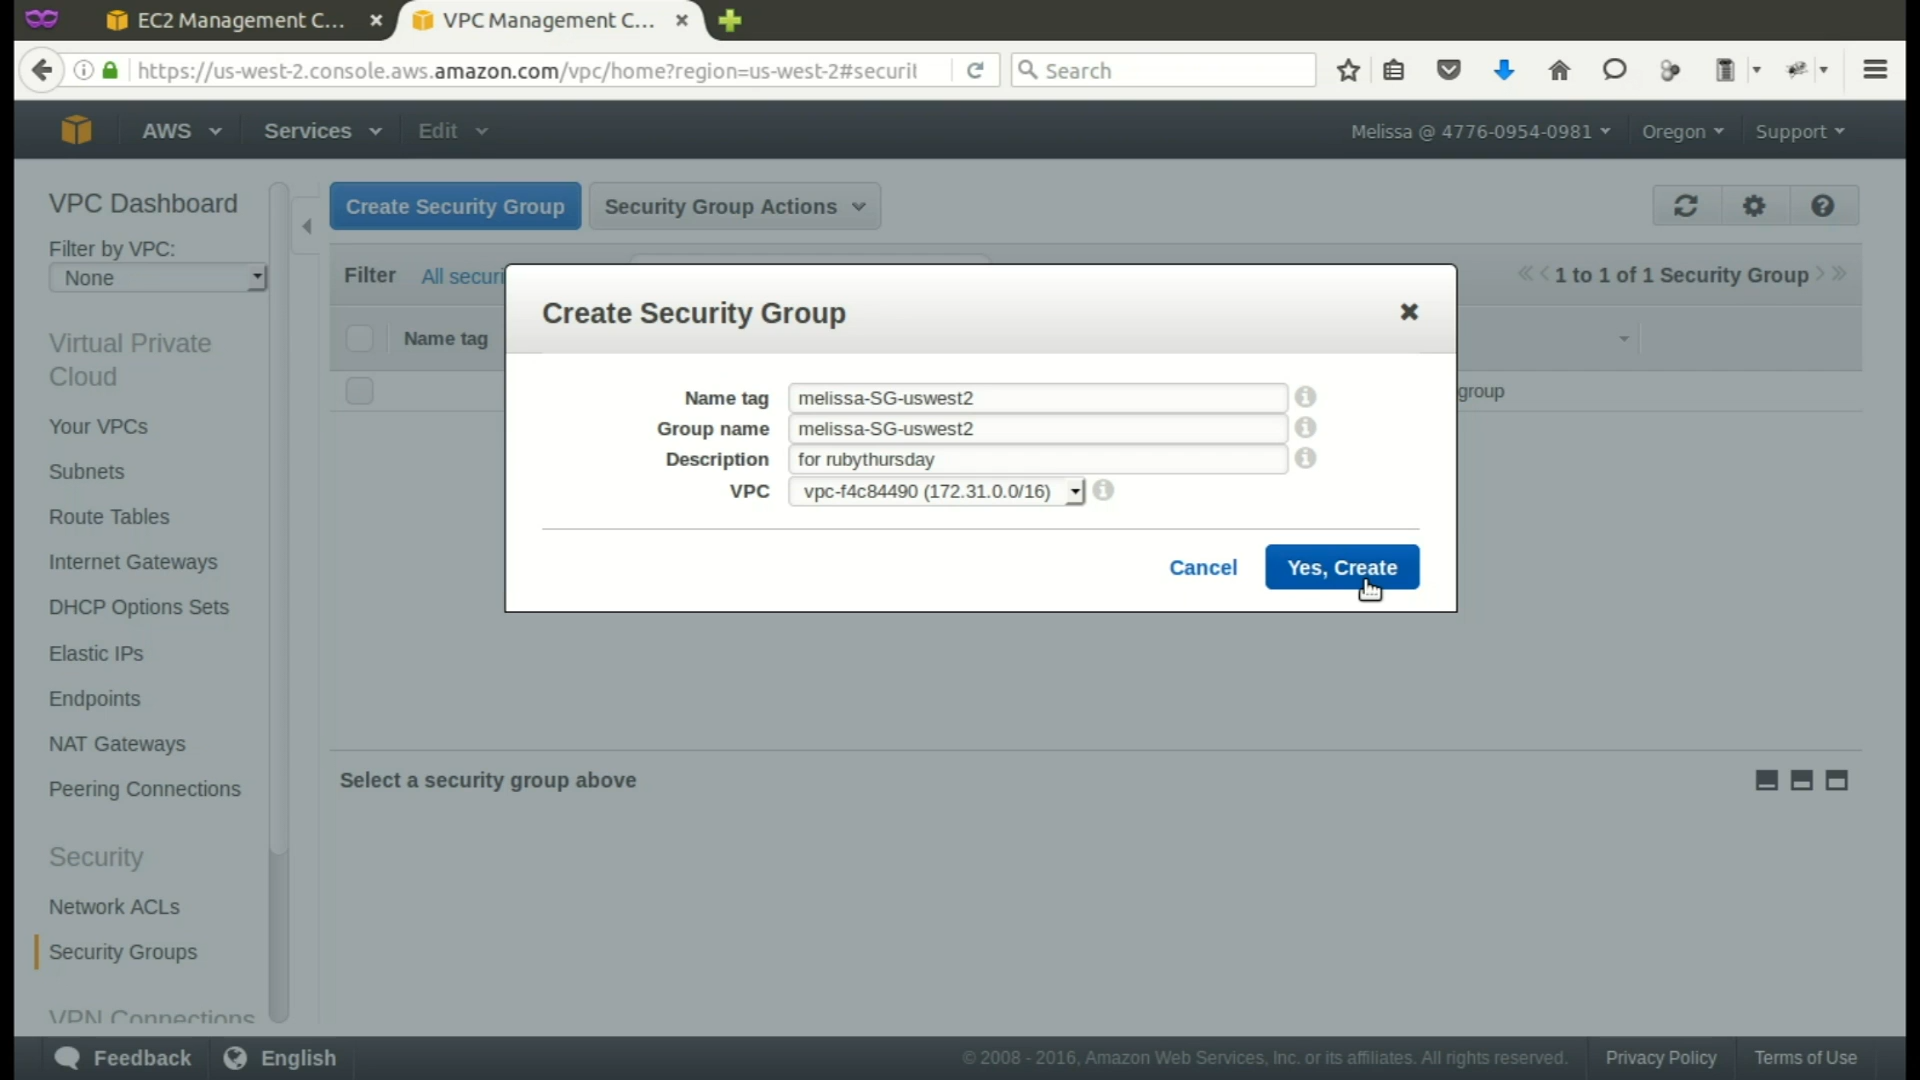 EC2 Management C...
VPC Management C...
https://us-west-2.console.aws.amazon.com/vpc/home?region=us-west-2#securit
Search
AWS
Services
Edit
Melissa @ 4776-0954-0981
Oregon
Support
VPC Dashboard
Filter by VPC:
None
Virtual Private
Cloud
Your VPCs
Subnets
Route Tables
Internet Gateways
DHCP Options Sets
Elastic IPs
Endpoints
NAT Gateways
Peering Connections
Security
Network ACLs
Security Groups
VPN Connections
Create Security Group
Security Group Actions
Filter
All securi
1 to 1 of 1 Security Group
Name tag
group
Create Security Group
Name tag
melissa-SG-uswest2
Group name
melissa-SG-uswest2
Description
for rubythursday
VPC
vpc-f4c84490 (172.31.0.0/16)
Cancel
Yes, Create
Select a security group above
Feedback
English
© 2008 - 2016, Amazon Web Services, Inc. or its affiliates. All rights reserved.
Privacy Policy
Terms of Use